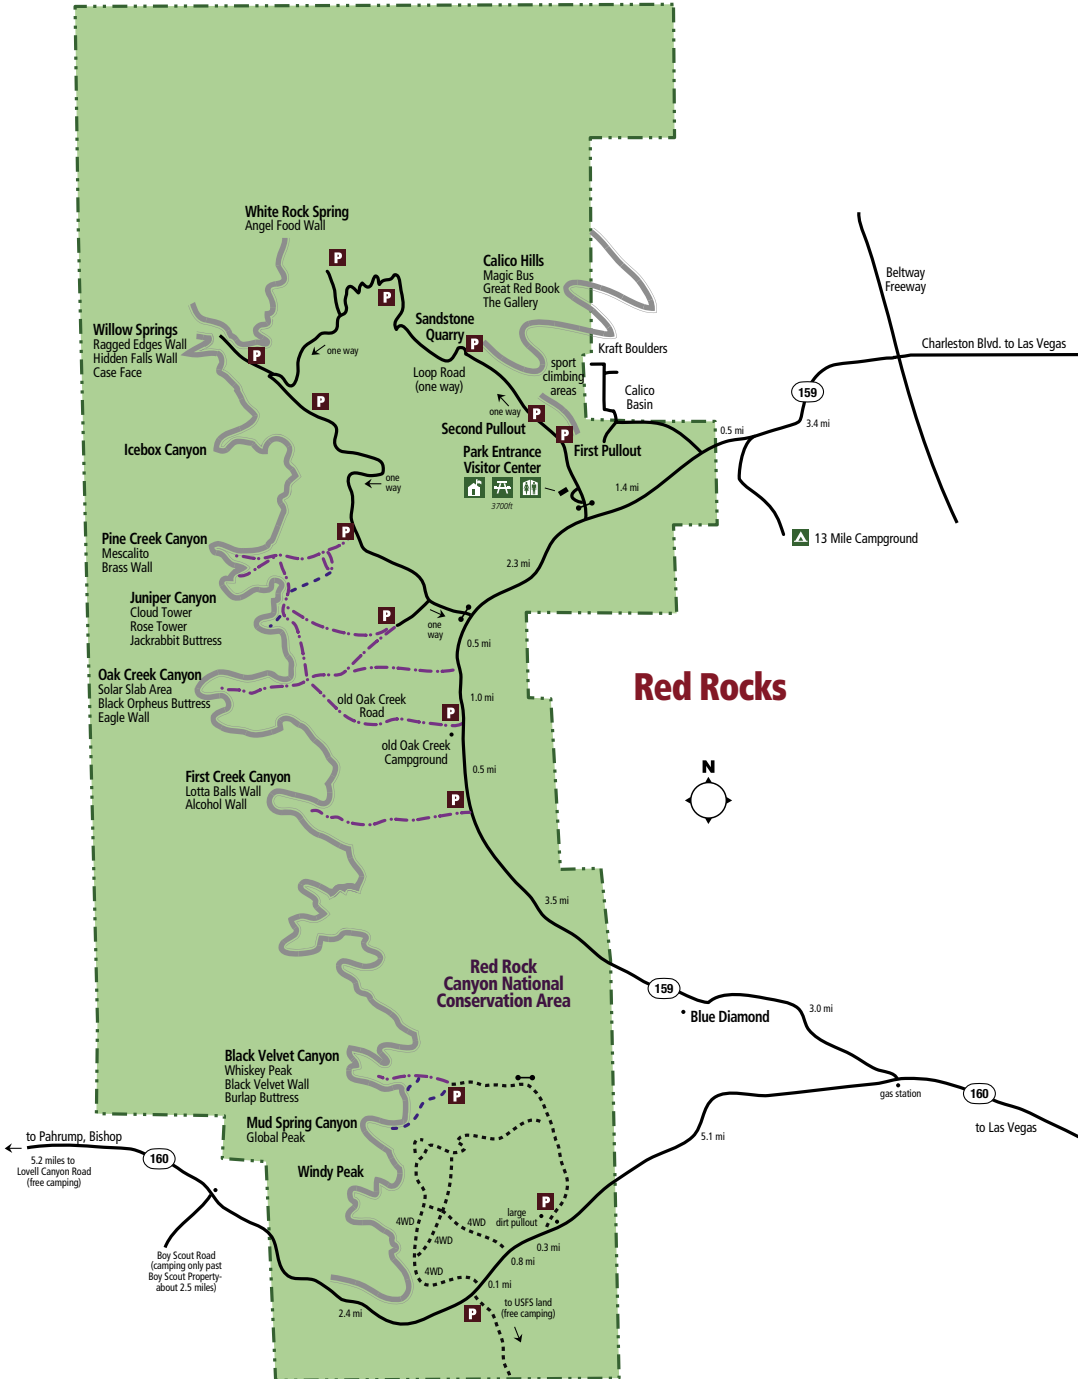 White Rock Spring
Angel Food Wall
P
P
Calico Hills
Magic Bus
Great Red Book
The Gallery
Beltway
Freeway
Willow Springs
Ragged Edges Wall
Hidden Falls Wall
Case Face
P
one way
Sandstone
Quarry
P
Loop Road
(one way)
Kraft Boulders
sport
climbing
areas
Calico
Basin
Charleston Blvd. to Las Vegas
159
3.4 mi
0.5 mi
P
one way
P
Second Pullout
P
First Pullout
Icebox Canyon
Park Entrance
Visitor Center
3700ft
one
way
1.4 mi
13 Mile Campground
P
Pine Creek Canyon
Mescalito
Brass Wall
2.3 mi
Juniper Canyon
Cloud Tower
Rose Tower
Jackrabbit Buttress
P
one
way
0.5 mi
Oak Creek Canyon
Solar Slab Area
Black Orpheus Buttress
Eagle Wall
Red Rocks
old Oak Creek
Road
1.0 mi
P
old Oak Creek
Campground
N
First Creek Canyon
Lotta Balls Wall
Alcohol Wall
0.5 mi
P
3.5 mi
Red Rock
Canyon National
Conservation Area
159
Blue Diamond
3.0 mi
Black Velvet Canyon
Whiskey Peak
Black Velvet Wall
Burlap Buttress
P
gas station
160
to Las Vegas
Mud Spring Canyon
Global Peak
5.1 mi
to Pahrump, Bishop
160
5.2 miles to
Lovell Canyon Road
(free camping)
Windy Peak
P
large
dirt pullout
4WD
4WD
4WD
4WD
0.3 mi
0.8 mi
0.1 mi
Boy Scout Road
(camping only past
Boy Scout Property-
about 2.5 miles)
2.4 mi
P
to USFS land
(free camping)